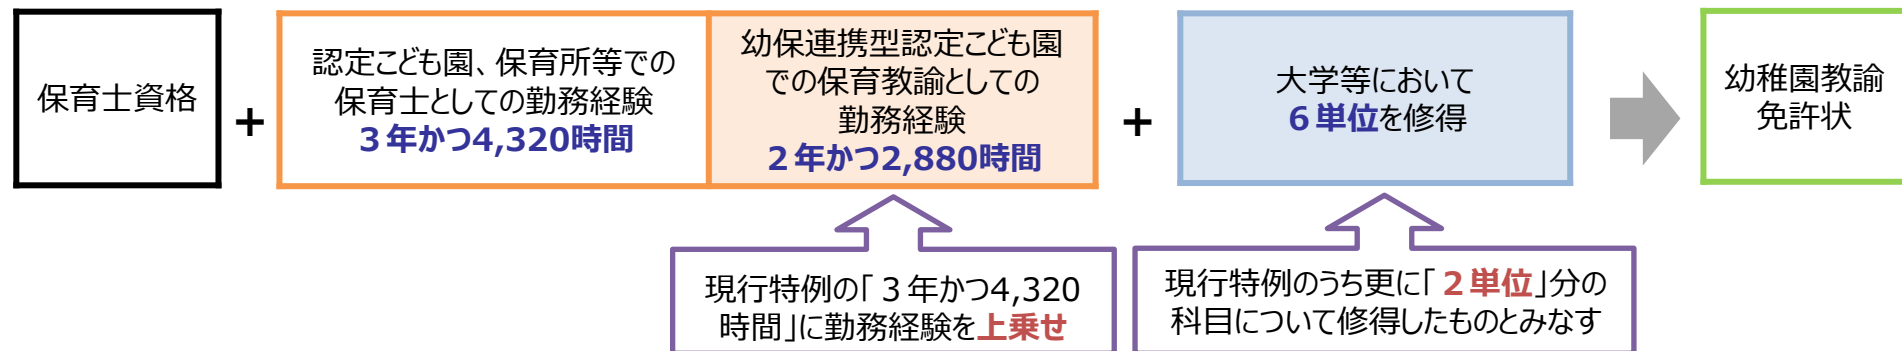 保育士資格
+
認定こども園、保育所等での
保育士としての勤務経験
３年かつ4,320時間
幼保連携型認定こども園
での保育教諭としての
勤務経験
２年かつ2,880時間
+
大学等において
６単位を修得
幼稚園教諭
免許状
現行特例の「３年かつ4,320
時間」に勤務経験を上乗せ
現行特例のうち更に「２単位」分の
科目について修得したものとみなす